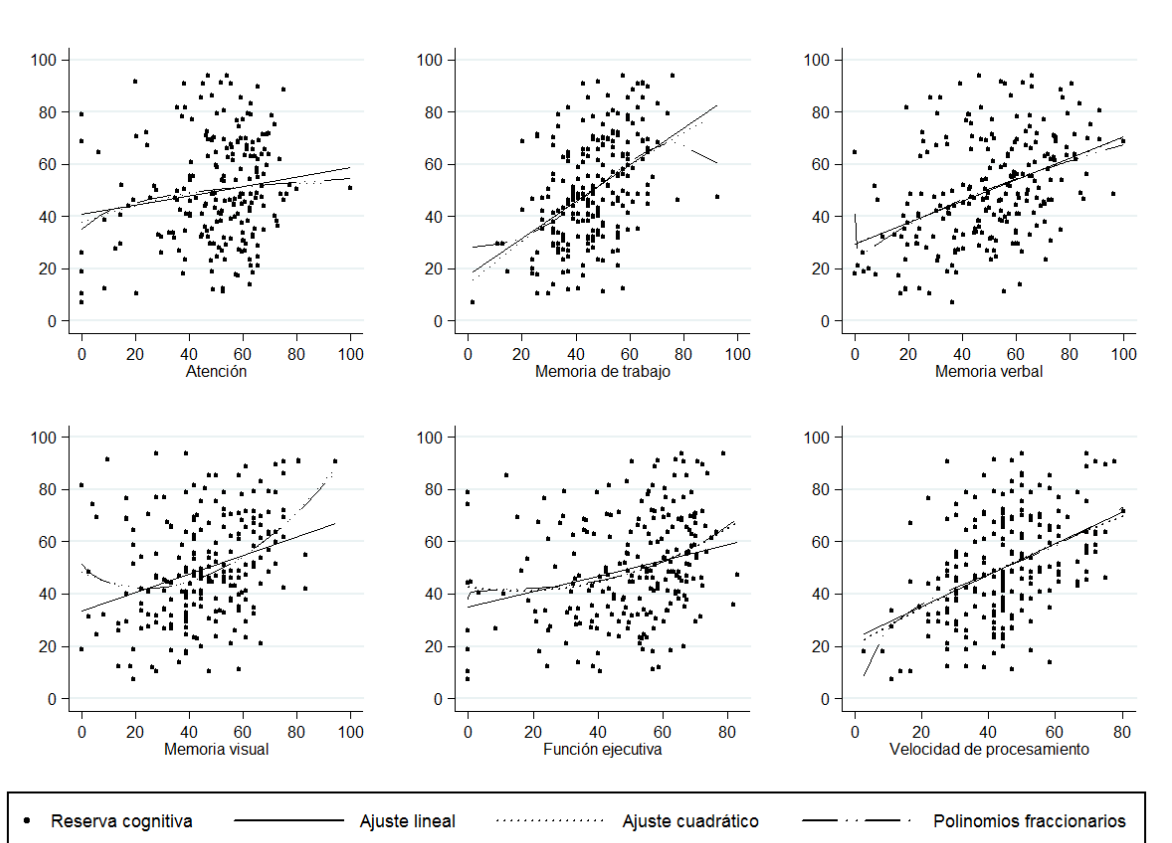 100
80
60
40
20
0
0 20 40 60 80 100
Atención
100
80
60
40
20
0
0 20 40 60 80 100
Memoria de trabajo
100
80
60
40
20
0
0 20 40 60 80 100
Memoria verbal
100
80
60
40
20
0
0 20 40 60 80 100
Memoria visual
100
80
60
40
20
0
0 20 40 60 80
Función ejecutiva
100
80
60
40
20
0
0 20 40 60 80
Velocidad de procesamiento
Reserva cognitiva Ajuste lineal Ajuste cuadrático Polinomios fraccionarios